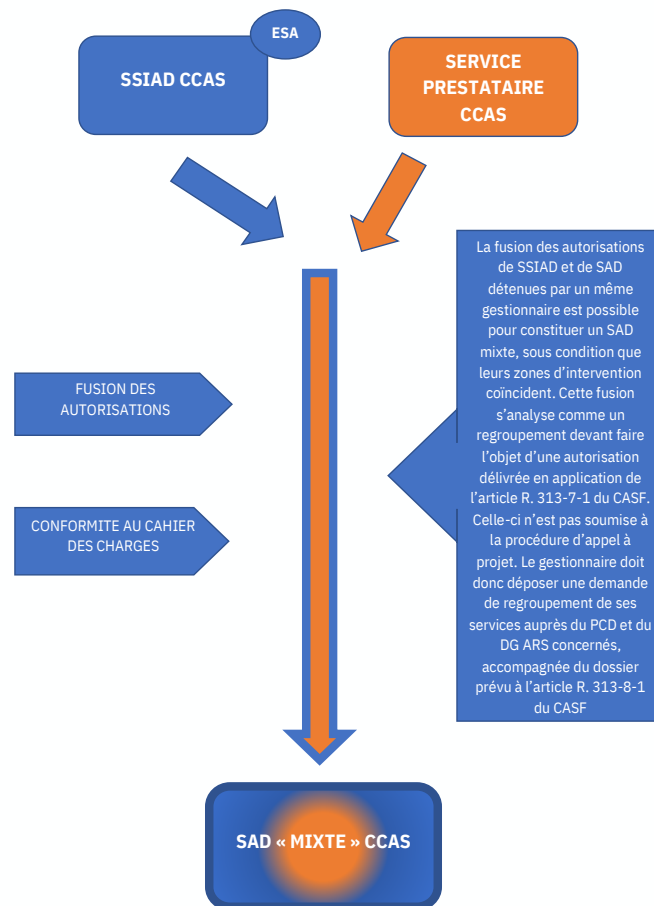 ESA
SSIAD CCAS
SERVICE
PRESTATAIRE
CCAS
La fusion des autorisations
de SSIAD et de SAD
détenues par un même
gestionnaire est possible
pour constituer un SAD
mixte, sous condition que
leurs zones d’intervention
coïncident. Cette fusion
s’analyse comme un
regroupement devant faire
l’objet d’une autorisation
délivrée en application de
l’article R. 313-7-1 du CASF.
Celle-ci n’est pas soumise à
la procédure d’appel à
projet. Le gestionnaire doit
donc déposer une demande
de regroupement de ses
services auprès du PCD et du
DG ARS concernés,
accompagnée du dossier
prévu à l’article R. 313-8-1
du CASF
FUSION DES
AUTORISATIONS
CONFORMITE AU CAHIER
DES CHARGES
SAD « MIXTE » CCAS